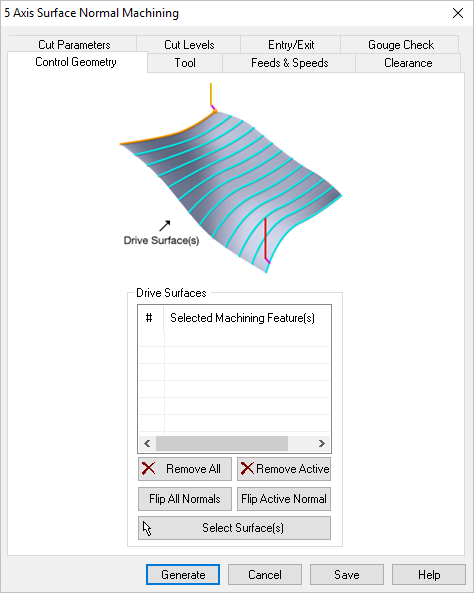 5 Axis Surface Normal Machining
Cut Parameters Cut Levels Entry/Exit Gouge Check
Control Geometry Tool Feeds & Speeds Clearance
Drive Surface(s)
Drive Surfaces
# Selected Machining Feature(s)
Remove All Remove Active
Flip All Normals Flip Active Normal
Select Surface(s)
Generate Cancel Save Help